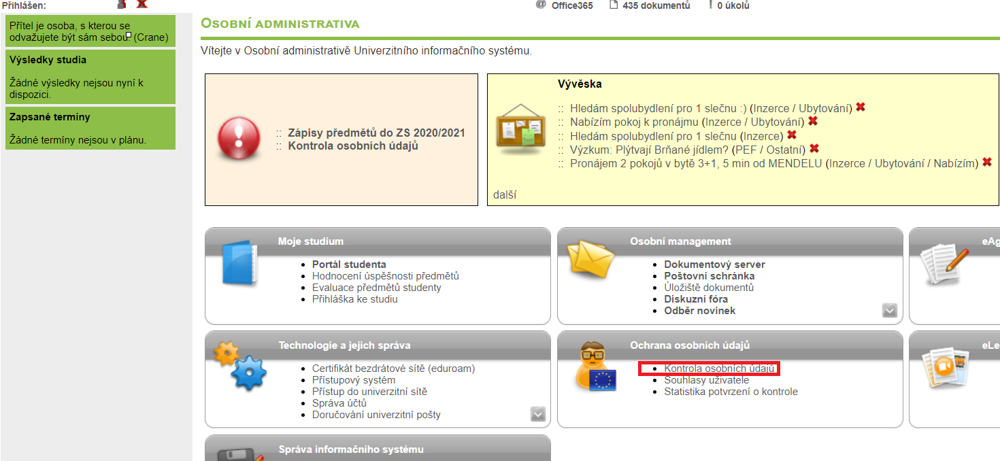 Přihlášen:
Office365
435 dokumentů
0 úkolů
Přítel je osoba, s kterou se
odvažujete být sám sebou. (Crane)
Výsledky studia
Žádné výsledky nejsou nyní k
dispozici.
Zapsané termíny
Žádné termíny nejsou v plánu.
Osobní administrativa
Vítejte v Osobní administrativě Univerzitního informačního systému.
:: Zápisy předmětů do ZS 2020/2021
:: Kontrola osobních údajů
Vývěska
:: Hledám spolubydlení pro 1 slečnu :) (Inzerce / Ubytování)
:: Nabízím pokoj k pronájmu (Inzerce / Ubytování)
:: Hledám spolubydlení pro 1 slečnu (Inzerce)
:: Výzkum: Plýtvají Brňané jídlem? (PEF / Ostatní)
:: Pronájem 2 pokojů v bytě 3+1, 5 min od MENDELU (Inzerce / Ubytování / Nabízím)
další
Moje studium
Portál studenta
Hodnocení úspěšnosti předmětů
Evaluace předmětů studenty
Přihláška ke studiu
Osobní management
Dokumentový server
Poštovní schránka
Úložiště dokumentů
Diskuzní fóra
Odběr novinek
eAg
Technologie a jejich správa
Certifikát bezdrátové sítě (eduroam)
Přístupový systém
Přístup do univerzitní sítě
Správa účtů
Doručování univerzitní pošty
Ochrana osobních údajů
Kontrola osobních údajů
Souhlasy uživatele
Statistika potvrzení o kontrole
eLe
Správa informačního systému